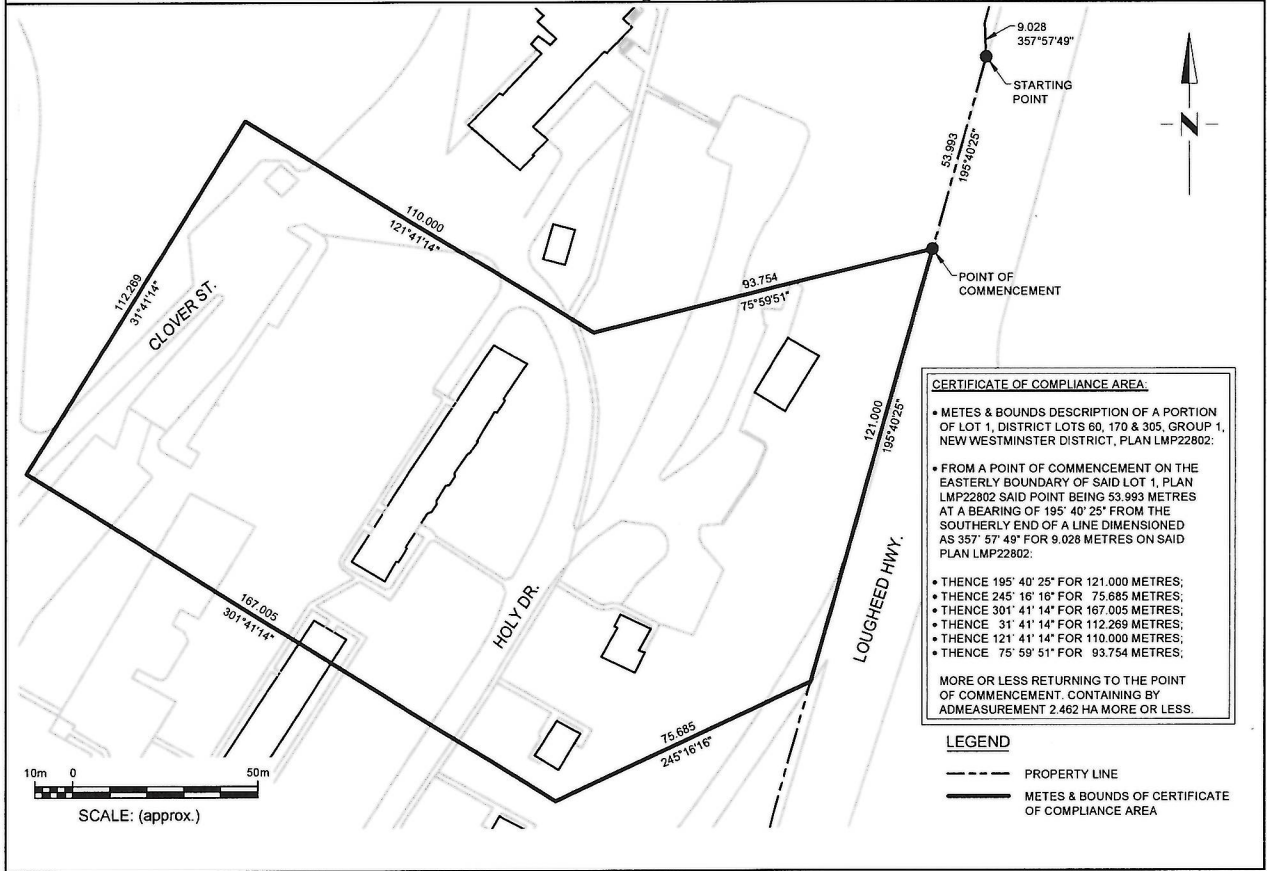 9.028
357°57'49"
STARTING
POINT
N
53.993
195°40'25"
110.000
121°41'14"
93.754
75°59'51"
POINT OF
COMMENCEMENT
112.269
31°41'14"
CLOVER ST.
121.000
195°40'25"
CERTIFICATE OF COMPLIANCE AREA:
• METES & BOUNDS DESCRIPTION OF A PORTION
OF LOT 1, DISTRICT LOTS 60, 170 & 305, GROUP 1,
NEW WESTMINSTER DISTRICT, PLAN LMP22802:
• FROM A POINT OF COMMENCEMENT ON THE
EASTERLY BOUNDARY OF SAID LOT 1, PLAN
LMP22802 SAID POINT BEING 53.993 METRES
AT A BEARING OF 195° 40' 25" FROM THE
SOUTHERLY END OF A LINE DIMENSIONED
AS 357° 57' 49" FOR 9.028 METRES ON SAID
PLAN LMP22802:
• THENCE 195° 40' 25" FOR 121.000 METRES;
• THENCE 245° 16' 16" FOR 75.685 METRES;
• THENCE 301° 41' 14" FOR 167.005 METRES;
• THENCE 31° 41' 14" FOR 112.269 METRES;
• THENCE 121° 41' 14" FOR 110.000 METRES;
• THENCE 75° 59' 51" FOR 93.754 METRES;
MORE OR LESS RETURNING TO THE POINT
OF COMMENCEMENT. CONTAINING BY
ADMEASUREMENT 2.462 HA MORE OR LESS.
LOUGHEED HWY.
HOLY DR.
167.005
301°41'14"
75.685
245°16'16"
LEGEND
PROPERTY LINE
METES & BOUNDS OF CERTIFICATE
OF COMPLIANCE AREA
10m 0 50m
SCALE: (approx.)